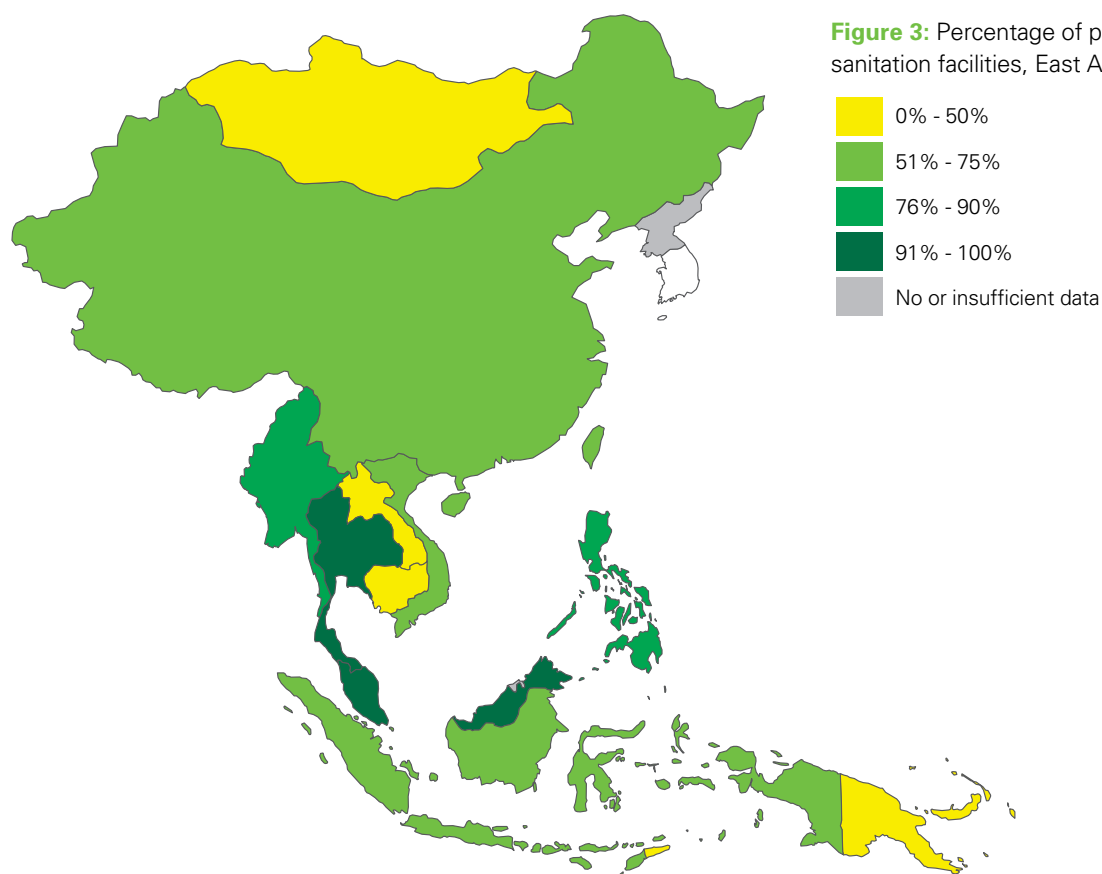 Figure 3: Percentage of p
sanitation facilities, East A
0% - 50%
51% - 75%
76% - 90%
91% - 100%
No or insufficient data